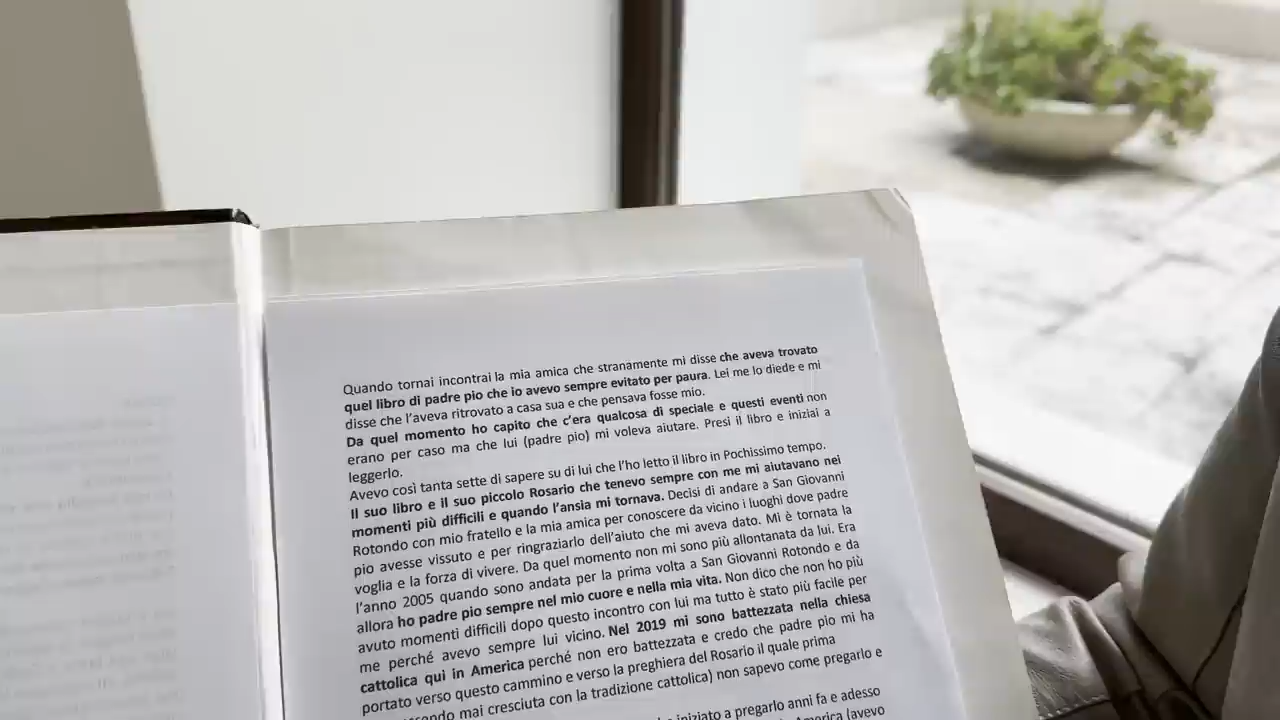 Quando tornai incontrai la mia amica che stranamente mi disse che aveva trovato
quel libro di padre pio che io avevo sempre evitato per paura. Lei me lo diede e mi
disse che l'aveva ritrovato a casa sua e che pensava fosse mio.
Da quel momento ho capito che c'era qualcosa di speciale e questi eventi non
erano per caso ma che lui (padre pio) mi voleva aiutare. Presi il libro e iniziai a
leggerlo.
Avevo così tanta sette di sapere su di lui che l'ho letto il libro in Pochissimo tempo.
Il suo libro e il suo piccolo Rosario che tenevo sempre con me mi aiutavano nei
momenti più difficili e quando l'ansia mi tornava. Decisi di andare a San Giovanni
Rotondo con mio fratello e la mia amica per conoscere da vicino i luoghi dove padre
pio avesse vissuto e per ringraziarlo dell'aiuto che mi aveva dato. Mi è tornata la
voglia e la forza di vivere. Da quel momento non mi sono più allontanata da lui. Era
l'anno 2005 quando sono andata per la prima volta a San Giovanni Rotondo e da
allora ho padre pio sempre nel mio cuore e nella mia vita. Non dico che non ho più
avuto momenti difficili dopo questo incontro con lui ma tutto è stato più facile per
me perché avevo sempre lui vicino. Nel 2019 mi sono battezzata nella chiesa
cattolica qui in America perché non ero battezzata e credo che padre pio mi ha
portato verso questo cammino e verso la preghiera del Rosario il quale prima
mai cresciuta con la tradizione cattolica) non sapevo come pregarlo e
iniziato a pregarlo anni fa e adesso
America (avevo